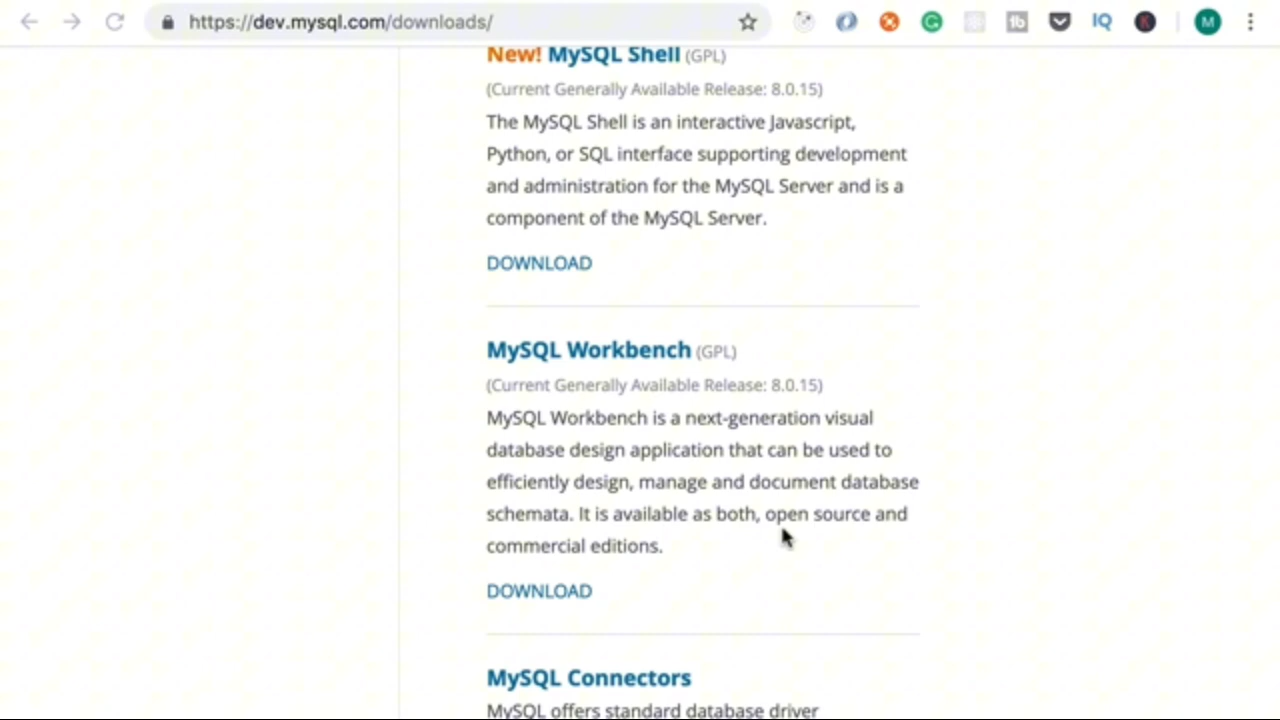 https://dev.mysql.com/downloads/
IQ
M
New! MySQL Shell (GPL)
(Current Generally Available Release: 8.0.15)
The MySQL Shell is an interactive Javascript,
Python, or SQL interface supporting development
and administration for the MySQL Server and is a
component of the MySQL Server.
DOWNLOAD
MySQL Workbench (GPL)
(Current Generally Available Release: 8.0.15)
MySQL Workbench is a next-generation visual
database design application that can be used to
efficiently design, manage and document database
schemata. It is available as both, open source and
commercial editions.
DOWNLOAD
MySQL Connectors
MySQL offers standard database driver